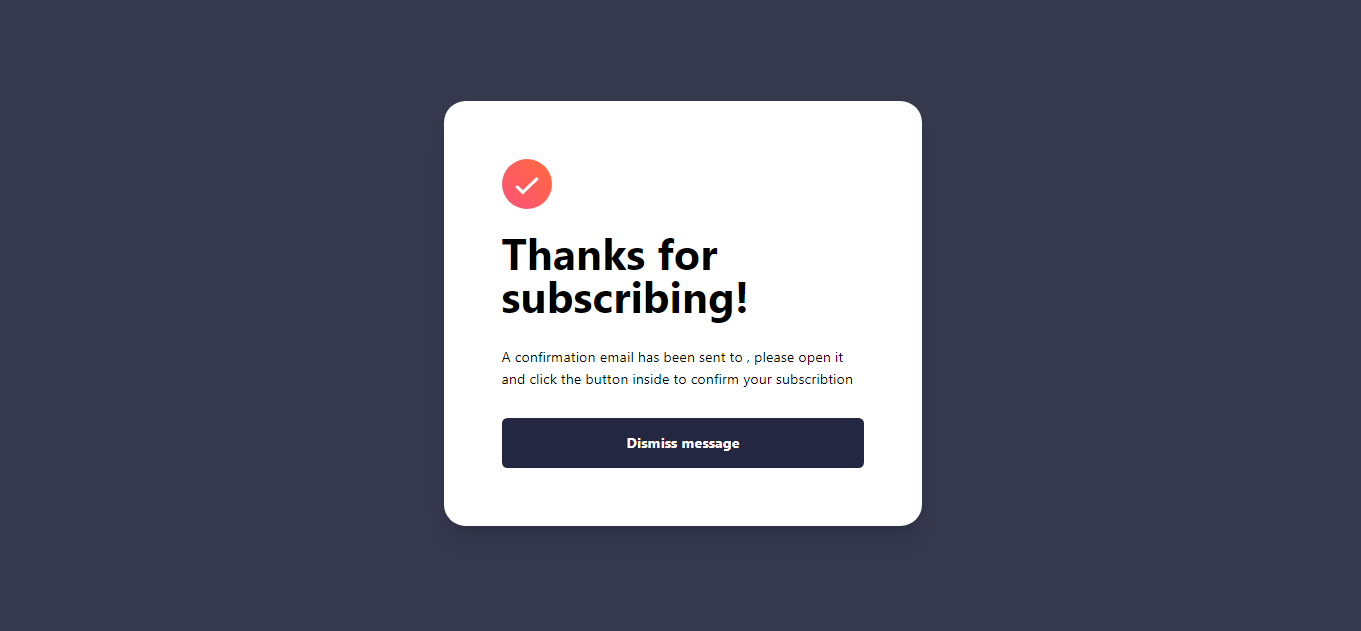 Thanks for
subscribing!
A confirmation email has been sent to , please open it
and click the button inside to confirm your subscribtion
Dismiss message